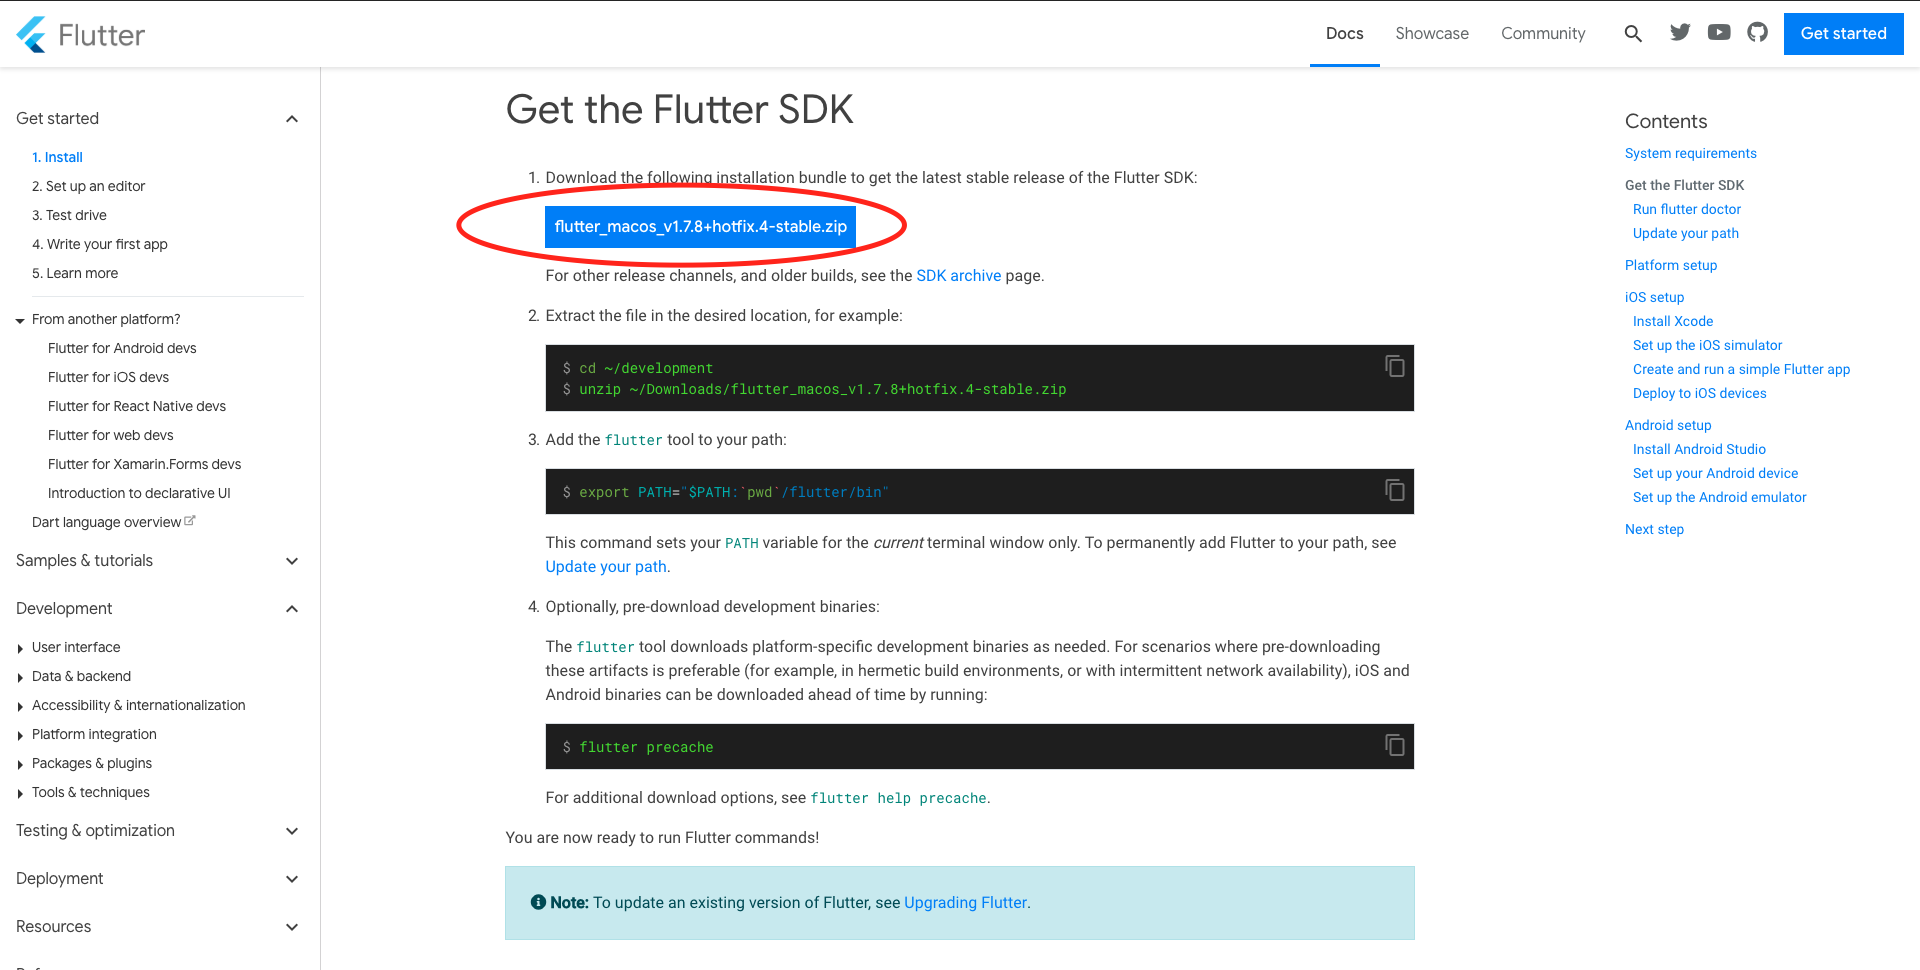 Flutter
Docs
Showcase
Community
Get started
Get started
1. Install
2. Set up an editor
3. Test drive
4. Write your first app
5. Learn more
From another platform?
Flutter for Android devs
Flutter for iOS devs
Flutter for React Native devs
Flutter for web devs
Flutter for Xamarin.Forms devs
Introduction to declarative UI
Dart language overview
Samples & tutorials
Development
User interface
Data & backend
Accessibility & internationalization
Platform integration
Packages & plugins
Tools & techniques
Testing & optimization
Deployment
Resources
Get the Flutter SDK
1. Download the following installation bundle to get the latest stable release of the Flutter SDK:
flutter_macos_v1.7.8+hotfix.4-stable.zip
For other release channels, and older builds, see the SDK archive page.
2. Extract the file in the desired location, for example:
$ cd ~/development
$ unzip ~/Downloads/flutter_macos_v1.7.8+hotfix.4-stable.zip
3. Add the flutter tool to your path:
$ export PATH="$PATH:`pwd`/flutter/bin"
This command sets your PATH variable for the current terminal window only. To permanently add Flutter to your path, see
Update your path.
4. Optionally, pre-download development binaries:
The flutter tool downloads platform-specific development binaries as needed. For scenarios where pre-downloading
these artifacts is preferable (for example, in hermetic build environments, or with intermittent network availability), iOS and
Android binaries can be downloaded ahead of time by running:
$ flutter precache
For additional download options, see flutter help precache.
You are now ready to run Flutter commands!
Note: To update an existing version of Flutter, see Upgrading Flutter.
Contents
System requirements
Get the Flutter SDK
Run flutter doctor
Update your path
Platform setup
iOS setup
Install Xcode
Set up the iOS simulator
Create and run a simple Flutter app
Deploy to iOS devices
Android setup
Install Android Studio
Set up your Android device
Set up the Android emulator
Next step